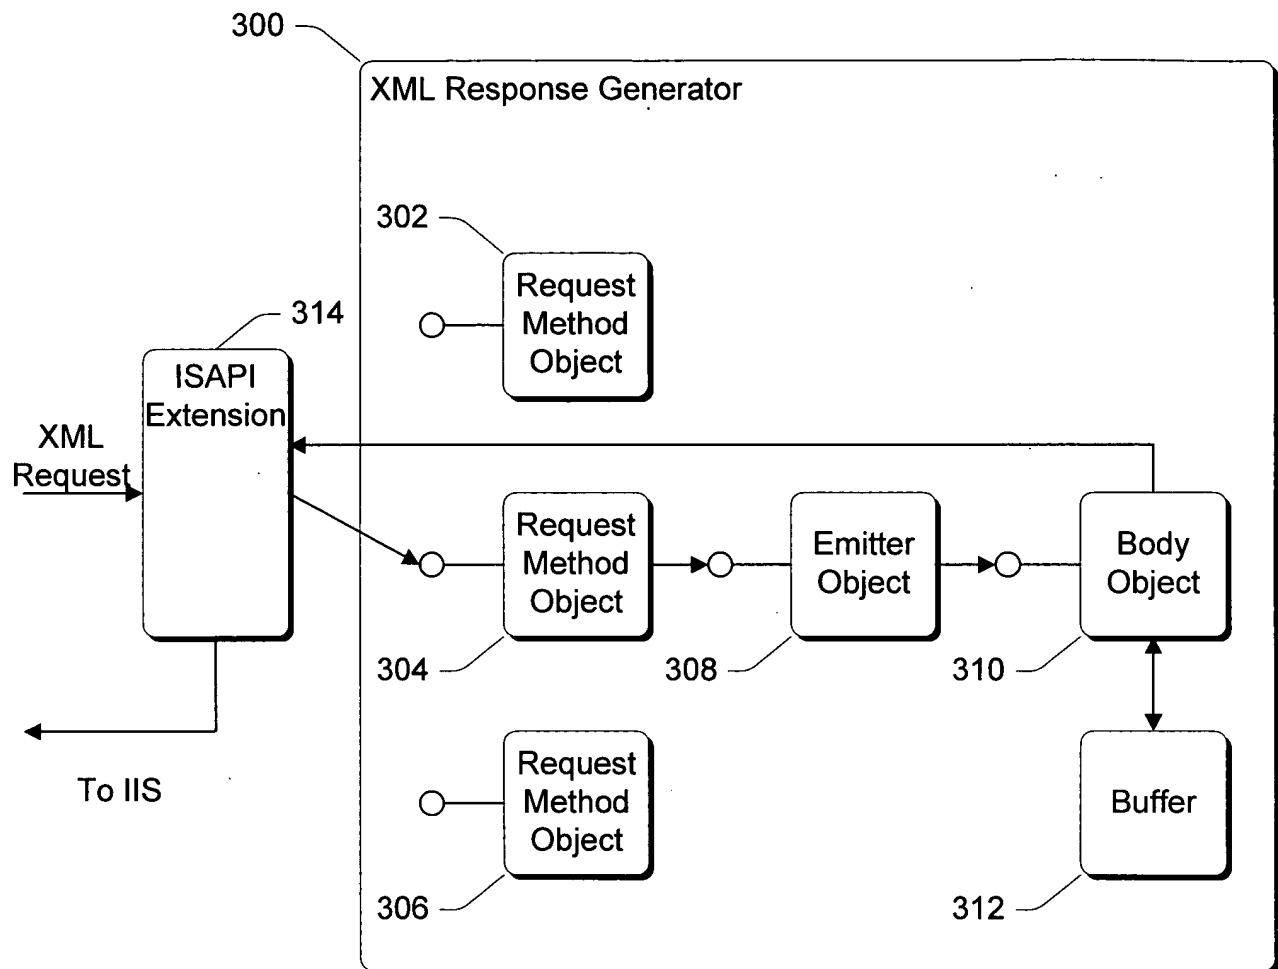 300
XML Response Generator
302
Request
Method
Object
314
ISAPI
Extension
XML
Request
Request
Method
Object
Emitter
Object
Body
Object
304
308
310
To IIS
Request
Method
Object
Buffer
306
312